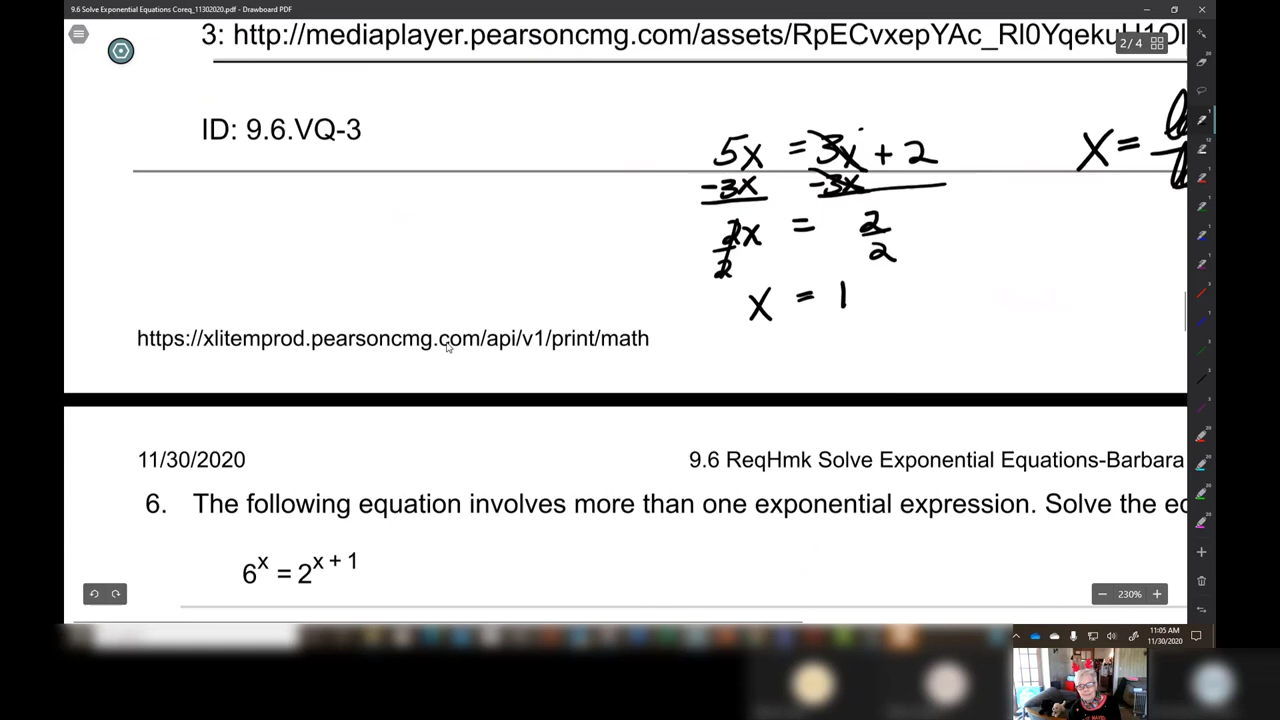 9.6 Solve Exponential Equations Coreq_11302020.pdf - Drawboard PDF
3: http://mediaplayer.pearsoncmg.com/assets/RpECvxepYAc_Rl0Yqeku
2 / 4
ID: 9.6.VQ-3
5x = 3x + 2
-3x -3x
2x = 2
2 2
x = 1
x =
https://xlitemprod.pearsoncmg.com/api/v1/print/math
11/30/2020
9.6 ReqHmk Solve Exponential Equations-Barbara
6. The following equation involves more than one exponential expression. Solve the
6^x = 2^(x + 1)
230%
11:05 AM
11/30/2020